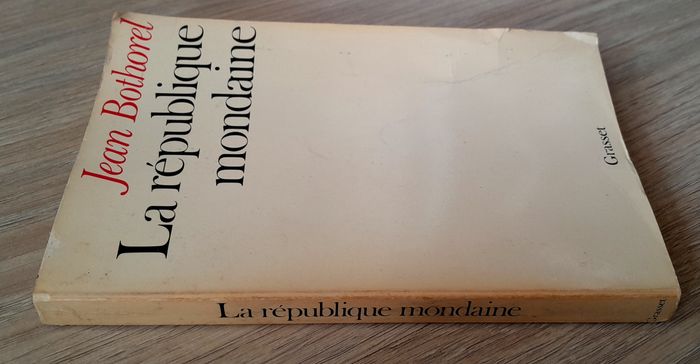 Jean Bothorel
La république
mondaine
Grasset
La république mondaine
Grasset